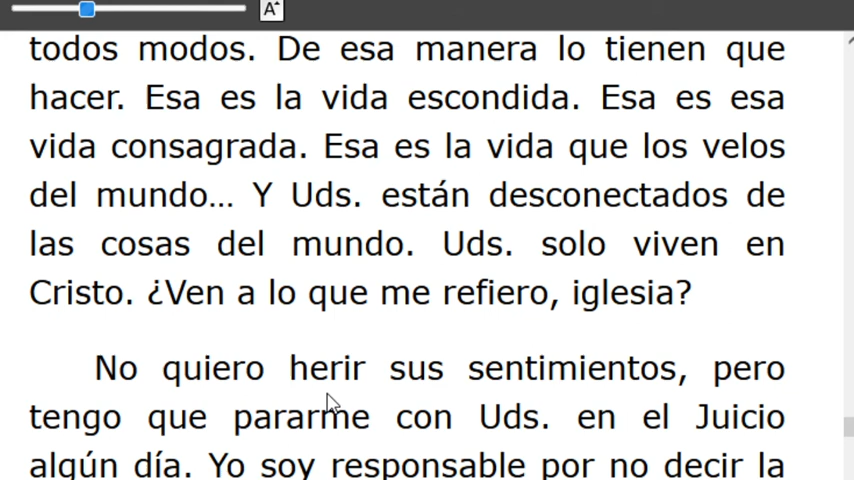 A
todos modos. De esa manera lo tienen que
hacer. Esa es la vida escondida. Esa es esa
vida consagrada. Esa es la vida que los velos
del mundo... Y Uds. están desconectados de
las cosas del mundo. Uds. solo viven en
Cristo. ¿Ven a lo que me refiero, iglesia?
No quiero herir sus sentimientos, pero
tengo que pararme con Uds. en el Juicio
algún día. Yo soy responsable por no decir la